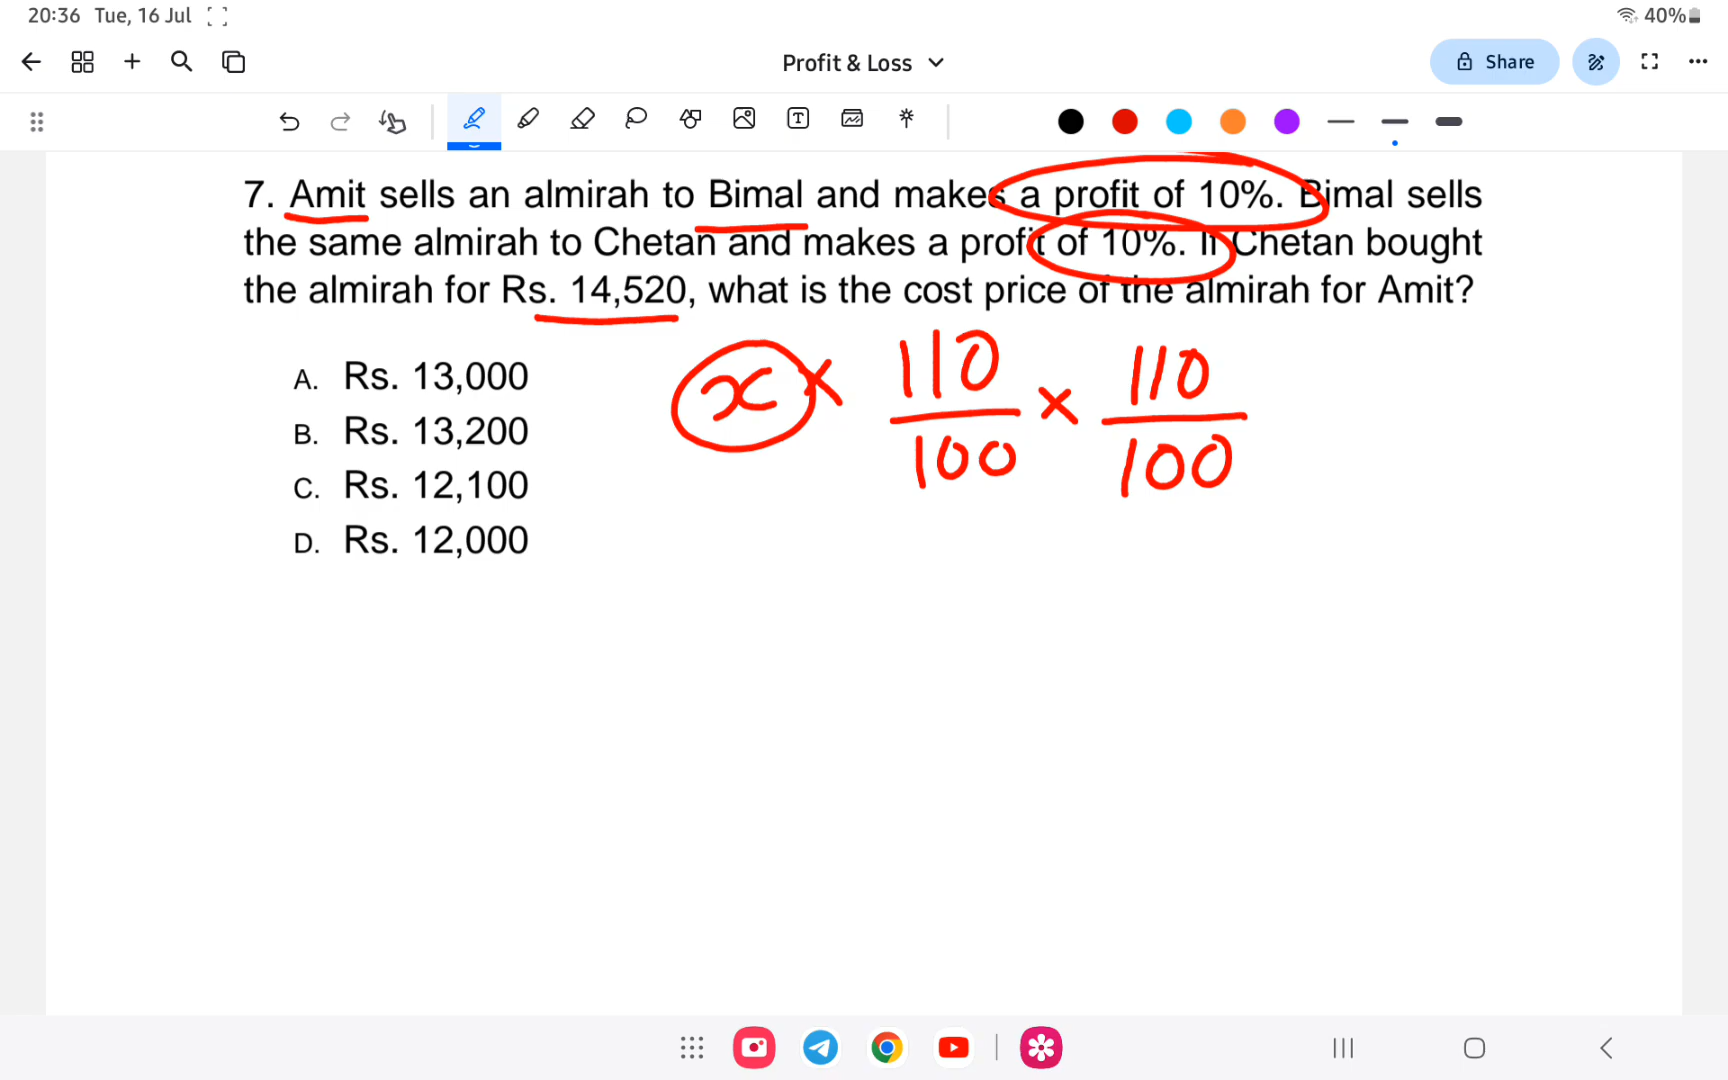 20:36 Tue, 16 Jul
40%
Profit & Loss
Share
7. Amit sells an almirah to Bimal and makes a profit of 10%. Bimal sells
the same almirah to Chetan and makes a profit of 10%. If Chetan bought
the almirah for Rs. 14,520, what is the cost price of the almirah for Amit?
A. Rs. 13,000
B. Rs. 13,200
C. Rs. 12,100
D. Rs. 12,000
x × 110/100 × 110/100